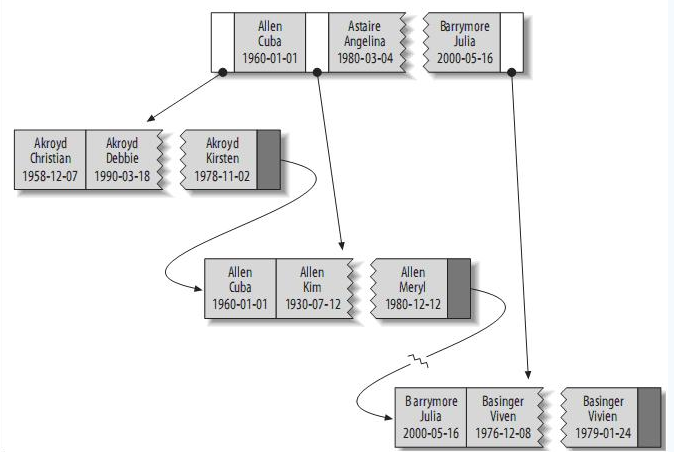 Allen
Cuba
1960-01-01
Astaire
Angelina
1980-03-04
Barrymore
Julia
2000-05-16
Akroyd
Christian
1958-12-07
Akroyd
Debbie
1990-03-18
Akroyd
Kirsten
1978-11-02
Allen
Cuba
1960-01-01
Allen
Kim
1930-07-12
Allen
Meryl
1980-12-12
Barrymore
Julia
2000-05-16
Basinger
Viven
1976-12-08
Basinger
Vivien
1979-01-24